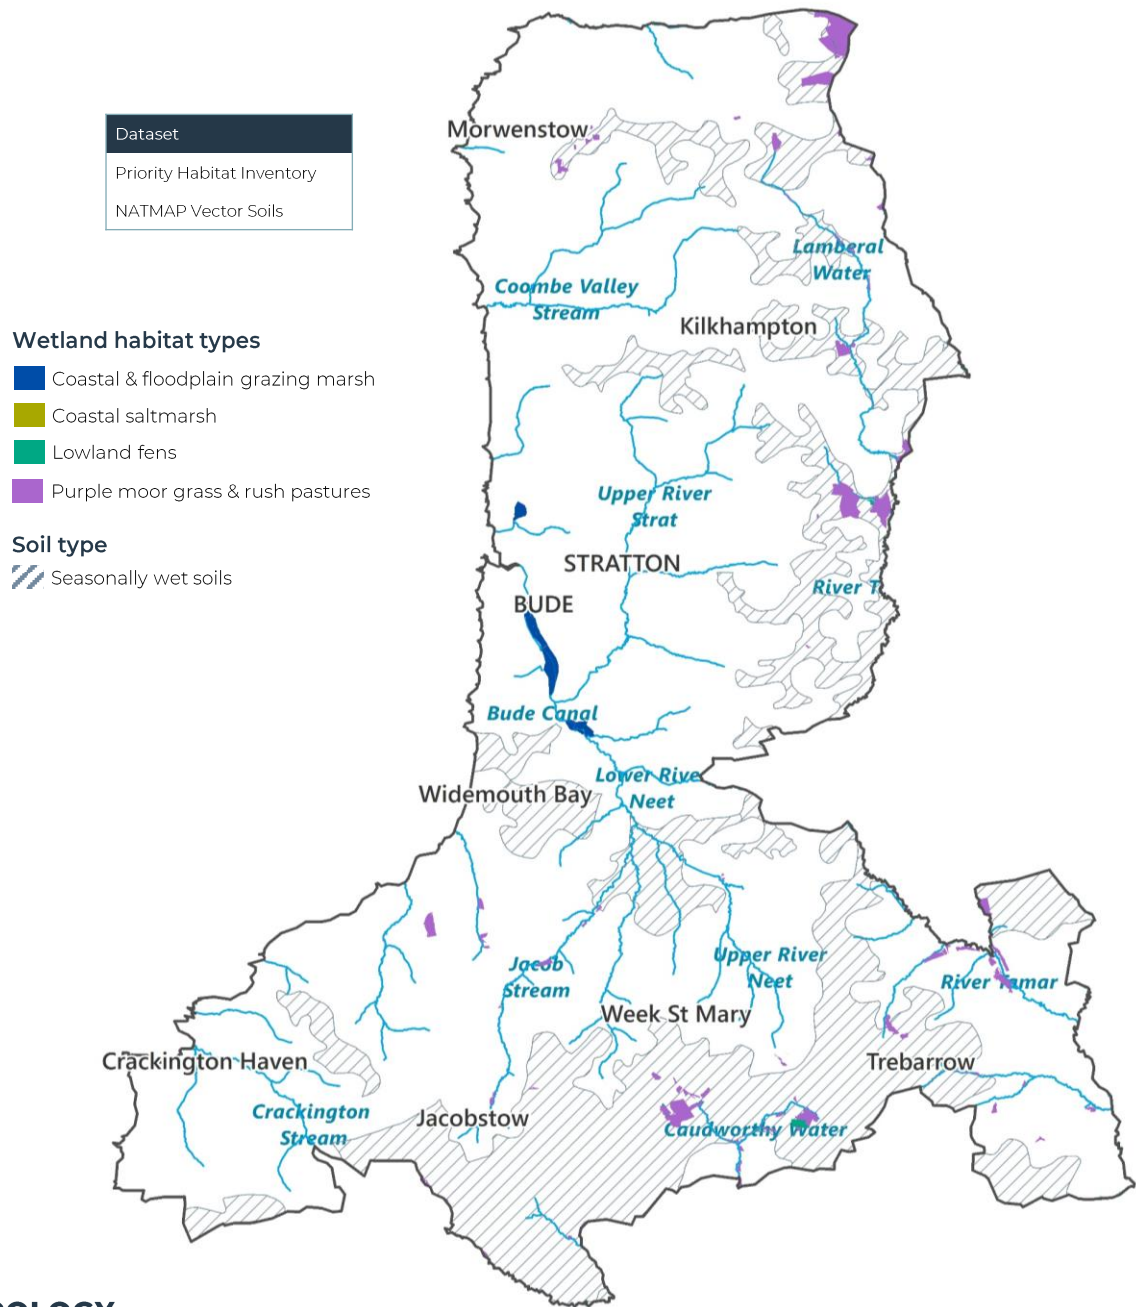 Morwenstow
Dataset
Priority Habitat Inventory
NATMAP Vector Soils
Lamberal
Water
Coombe Valley
Stream
Kilkhampton
Wetland habitat types
Coastal & floodplain grazing marsh
Coastal saltmarsh
Lowland fens
Purple moor grass & rush pastures
Upper River
Strat
Soil type
Seasonally wet soils
STRATTON
River T
BUDE
Bude Canal
Lower Rive
Neet
Widemouth Bay
Jacob
Stream
Upper River
Neet
River Tamar
Week St Mary
Crackington Haven
Trebarrow
Crackington
Stream
Jacobstow
Caudworthy Water